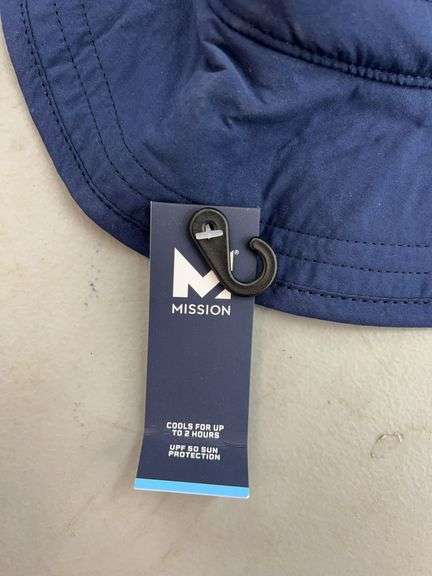 M®
MISSION
COOLS FOR UP
TO 2 HOURS
UPF 50 SUN
PROTECTION